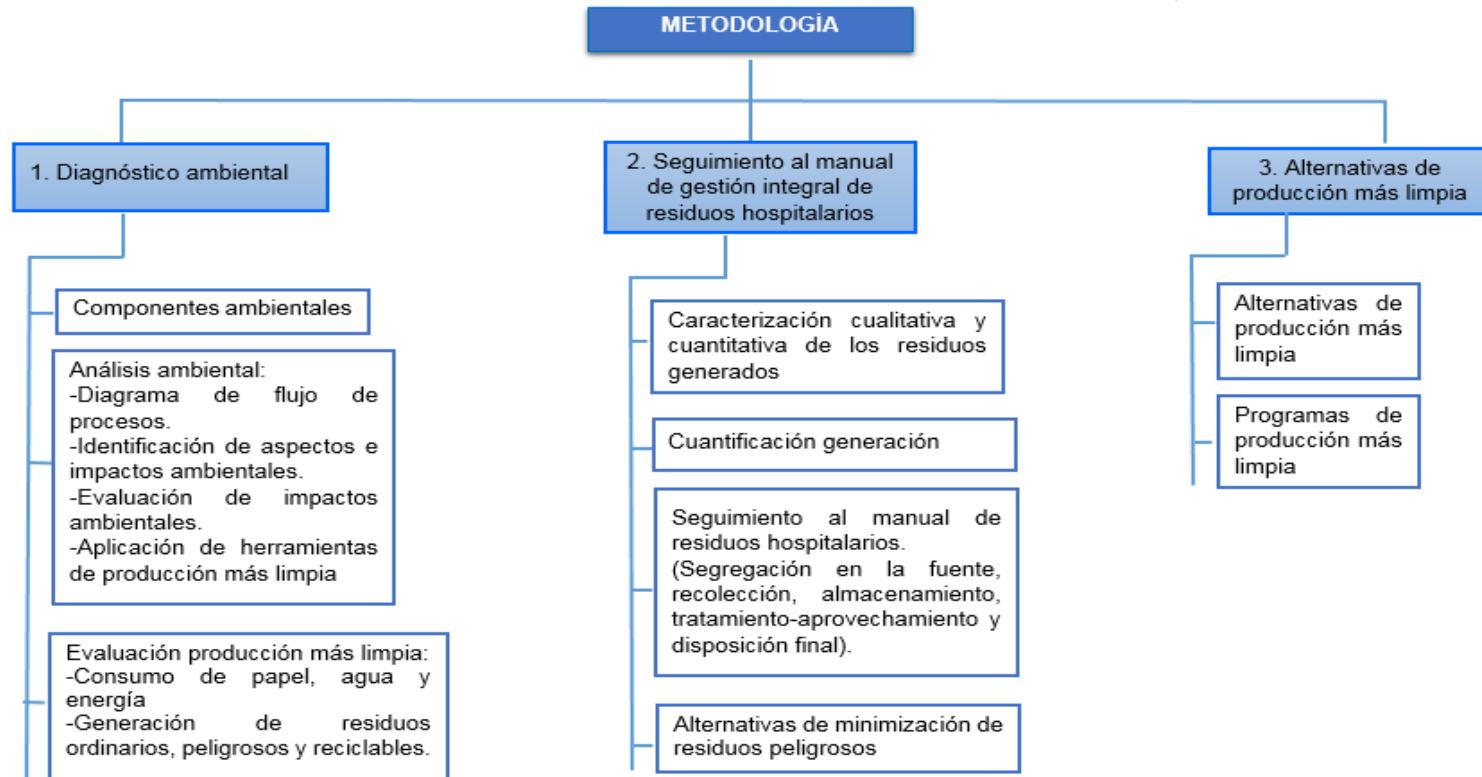 METODOLOGÍA
1. Diagnóstico ambiental
Componentes ambientales
Análisis ambiental:
-Diagrama de flujo de
procesos.
-Identificación de aspectos e
impactos ambientales.
-Evaluación de impactos
ambientales.
-Aplicación de herramientas
de producción más limpia
Evaluación producción más limpia:
-Consumo de papel, agua y
energía
-Generación de residuos
ordinarios, peligrosos y reciclables.
2. Seguimiento al manual
de gestión integral de
residuos hospitalarios
Caracterización cualitativa y
cuantitativa de los residuos
generados
Cuantificación generación
Seguimiento al manual de
residuos hospitalarios.
(Segregación en la fuente,
recolección, almacenamiento,
tratamiento-aprovechamiento y
disposición final).
Alternativas de minimización de
residuos peligrosos
3. Alternativas de
producción más limpia
Alternativas de
producción más
limpia
Programas de
producción más
limpia